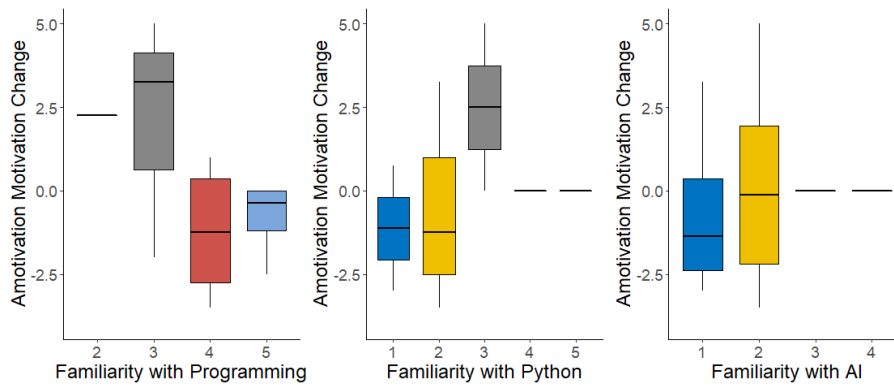 Amotivation Motivation Change
5.0
2.5
0.0
-2.5
2 3 4 5
Familiarity with Programming
Amotivation Motivation Change
5.0
2.5
0.0
-2.5
1 2 3 4 5
Familiarity with Python
Amotivation Motivation Change
5.0
2.5
0.0
-2.5
1 2 3 4
Familiarity with AI